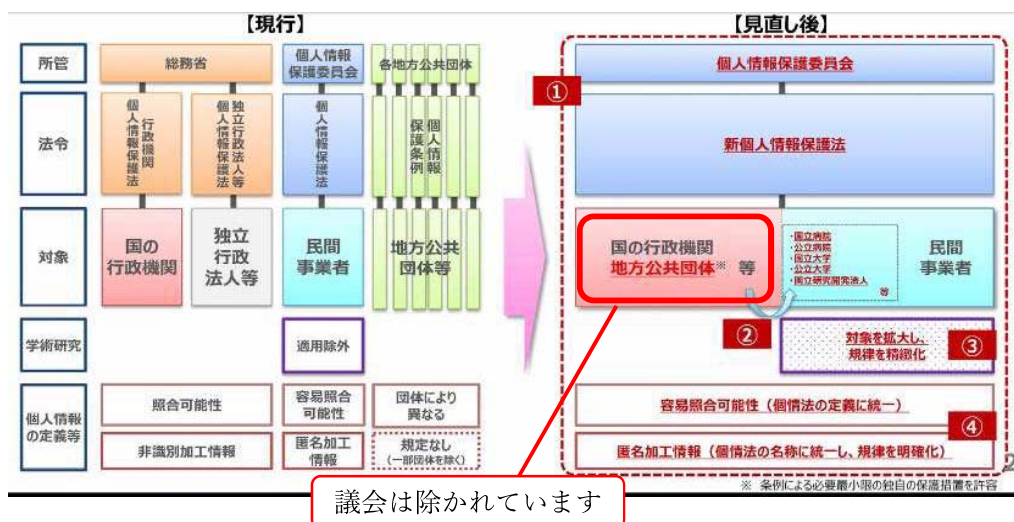 【現行】
所管
総務省
個人情報
保護委員会
各地方公共団体
法令
行政機関
個人情報保護法
独立行政法人等
個人情報保護法
個人情報保護法
個人情報
保護条例
対象
国の
行政機関
独立
行政
法人等
民間
事業者
地方公共
団体等
学術研究
適用除外
個人情報
の定義等
照合可能性
容易照合
可能性
団体により
異なる
非識別加工情報
匿名加工
情報
規定なし
(一部団体を除く)
【見直し後】
①
個人情報保護委員会
新個人情報保護法
国の行政機関
地方公共団体※ 等
・国立病院
・公立病院
・国立大学
・公立大学
・国立研究開発法人
等
民間
事業者
②
対象を拡大し、
規律を精緻化
③
容易照合可能性（個情法の定義に統一）
④
匿名加工情報（個情法の名称に統一し、規律を明確化）
※ 条例による必要最小限の独自の保護措置を許容
2
議会は除かれています